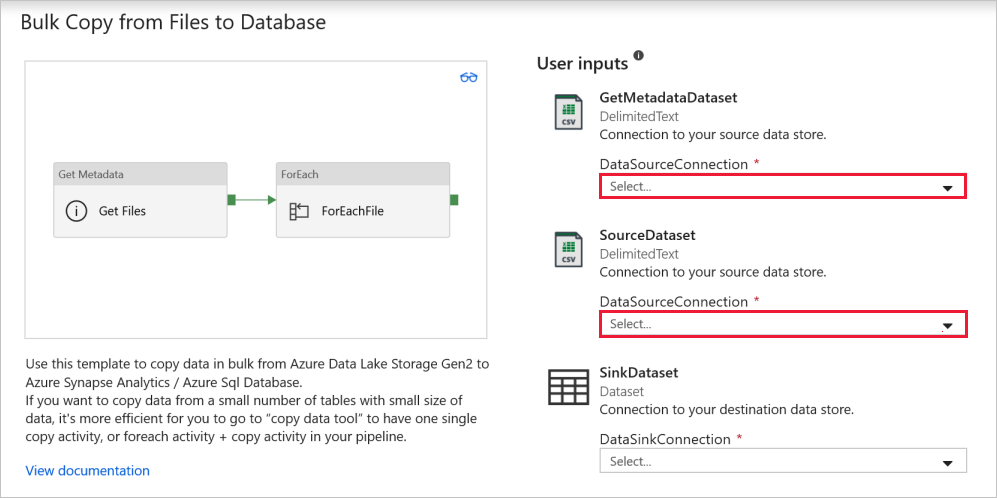 Bulk Copy from Files to Database
Get Metadata
Get Files
ForEach
ForEachFile
Use this template to copy data in bulk from Azure Data Lake Storage Gen2 to
Azure Synapse Analytics / Azure Sql Database.
If you want to copy data from a small number of tables with small size of
data, it's more efficient for you to go to “copy data tool” to have one single
copy activity, or foreach activity + copy activity in your pipeline.
View documentation
User inputs
CSV
GetMetadataDataset
DelimitedText
Connection to your source data store.
DataSourceConnection *
Select...
CSV
SourceDataset
DelimitedText
Connection to your source data store.
DataSourceConnection *
Select...
SinkDataset
Dataset
Connection to your destination data store.
DataSinkConnection *
Select...